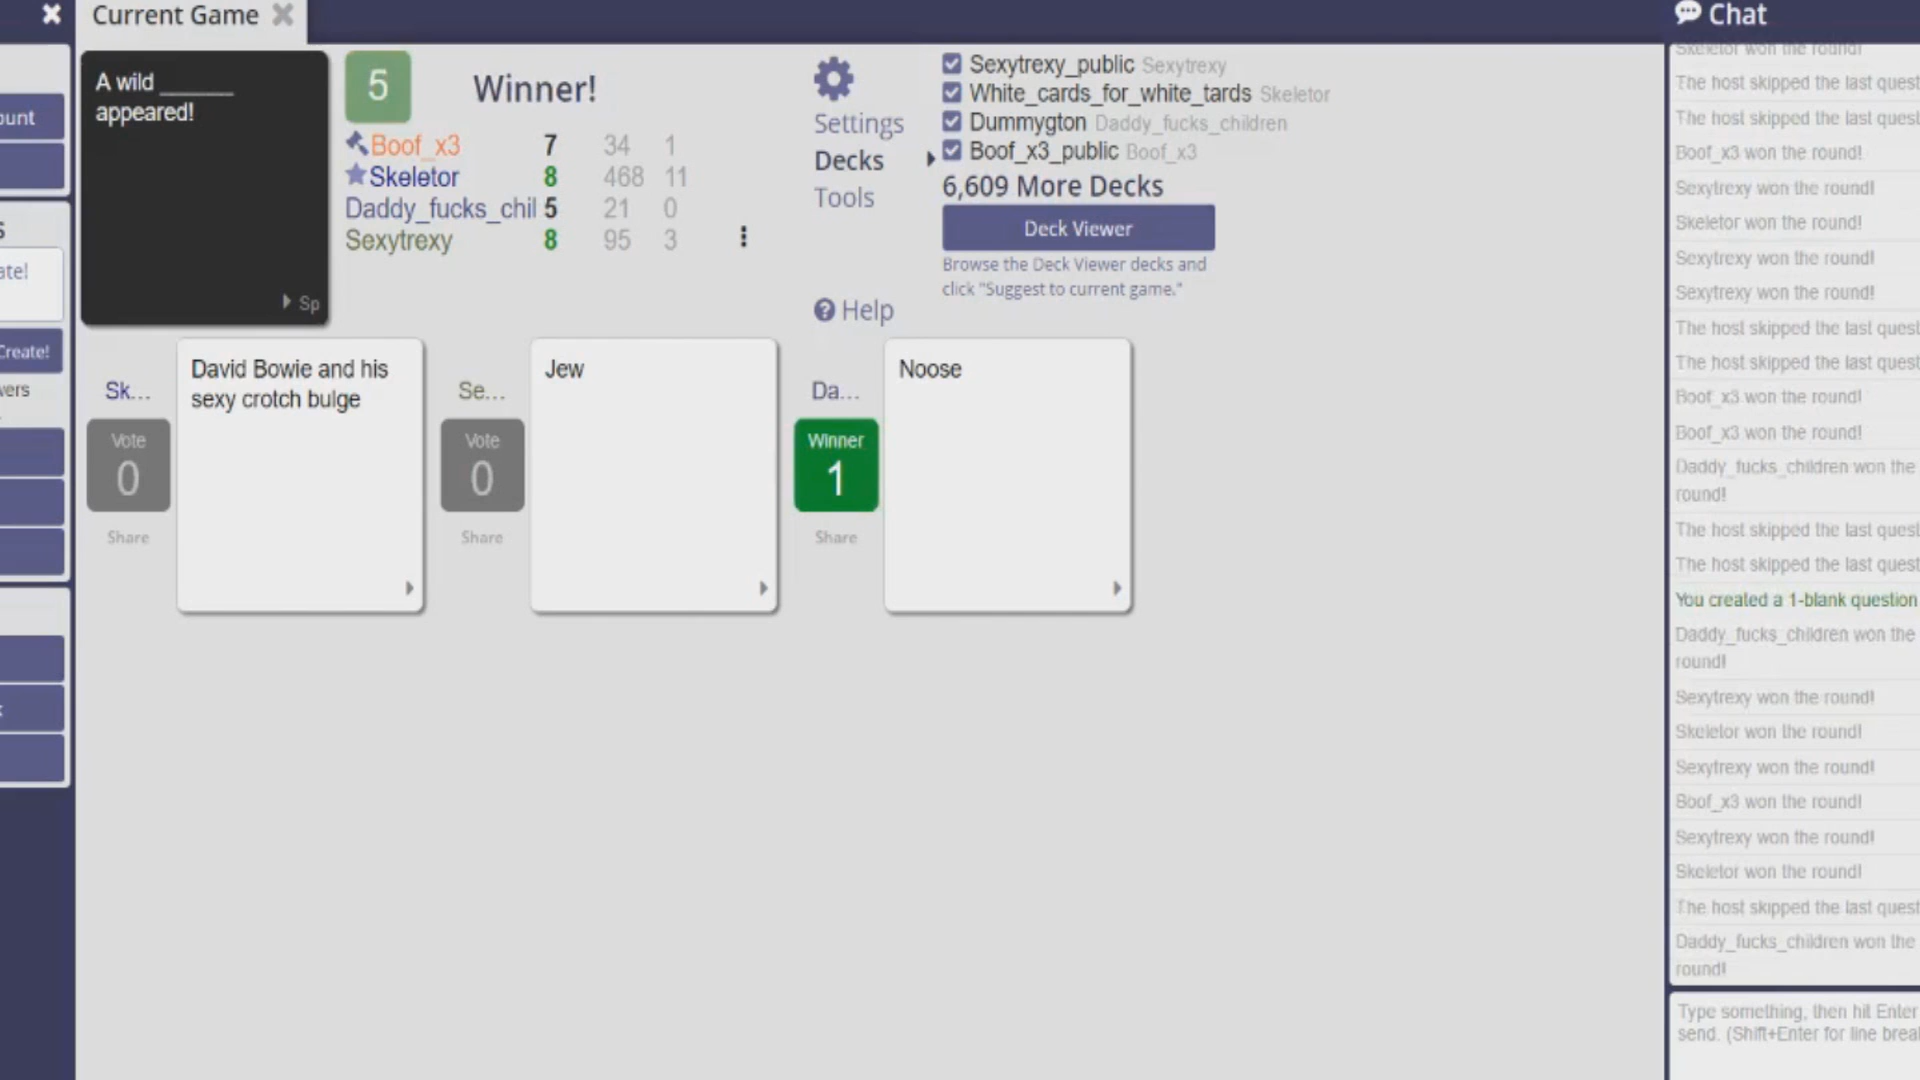 Current Game
Chat
A wild ______
appeared!
Sp
5
Winner!
Boof_x3 7 34 1
Skeletor 8 468 11
Daddy_fucks_chil 5 21 0
Sexytrexy 8 95 3
Settings
Decks
Tools
Help
Sexytrexy_public Sexytrexy
White_cards_for_white_tards Skeletor
Dummygton Daddy_fucks_children
Boof_x3_public Boof_x3
6,609 More Decks
Deck Viewer
Browse the Deck Viewer decks and
click "Suggest to current game."
ount
S
ate!
Create!
vers
Sk...
Vote
0
Share
David Bowie and his
sexy crotch bulge
Se...
Vote
0
Share
Jew
Da...
Winner
1
Share
Noose
Skeletor won the round!
The host skipped the last quest
The host skipped the last quest
Boof_x3 won the round!
Sexytrexy won the round!
Skeletor won the round!
Sexytrexy won the round!
Sexytrexy won the round!
The host skipped the last quest
The host skipped the last quest
Boof_x3 won the round!
Boof_x3 won the round!
Daddy_fucks_children won the
round!
The host skipped the last quest
The host skipped the last quest
You created a 1-blank question
Daddy_fucks_children won the
round!
Sexytrexy won the round!
Skeletor won the round!
Sexytrexy won the round!
Boof_x3 won the round!
Sexytrexy won the round!
Skeletor won the round!
The host skipped the last quest
Daddy_fucks_children won the
round!
Type something, then hit Enter
send. (Shift+Enter for line brea